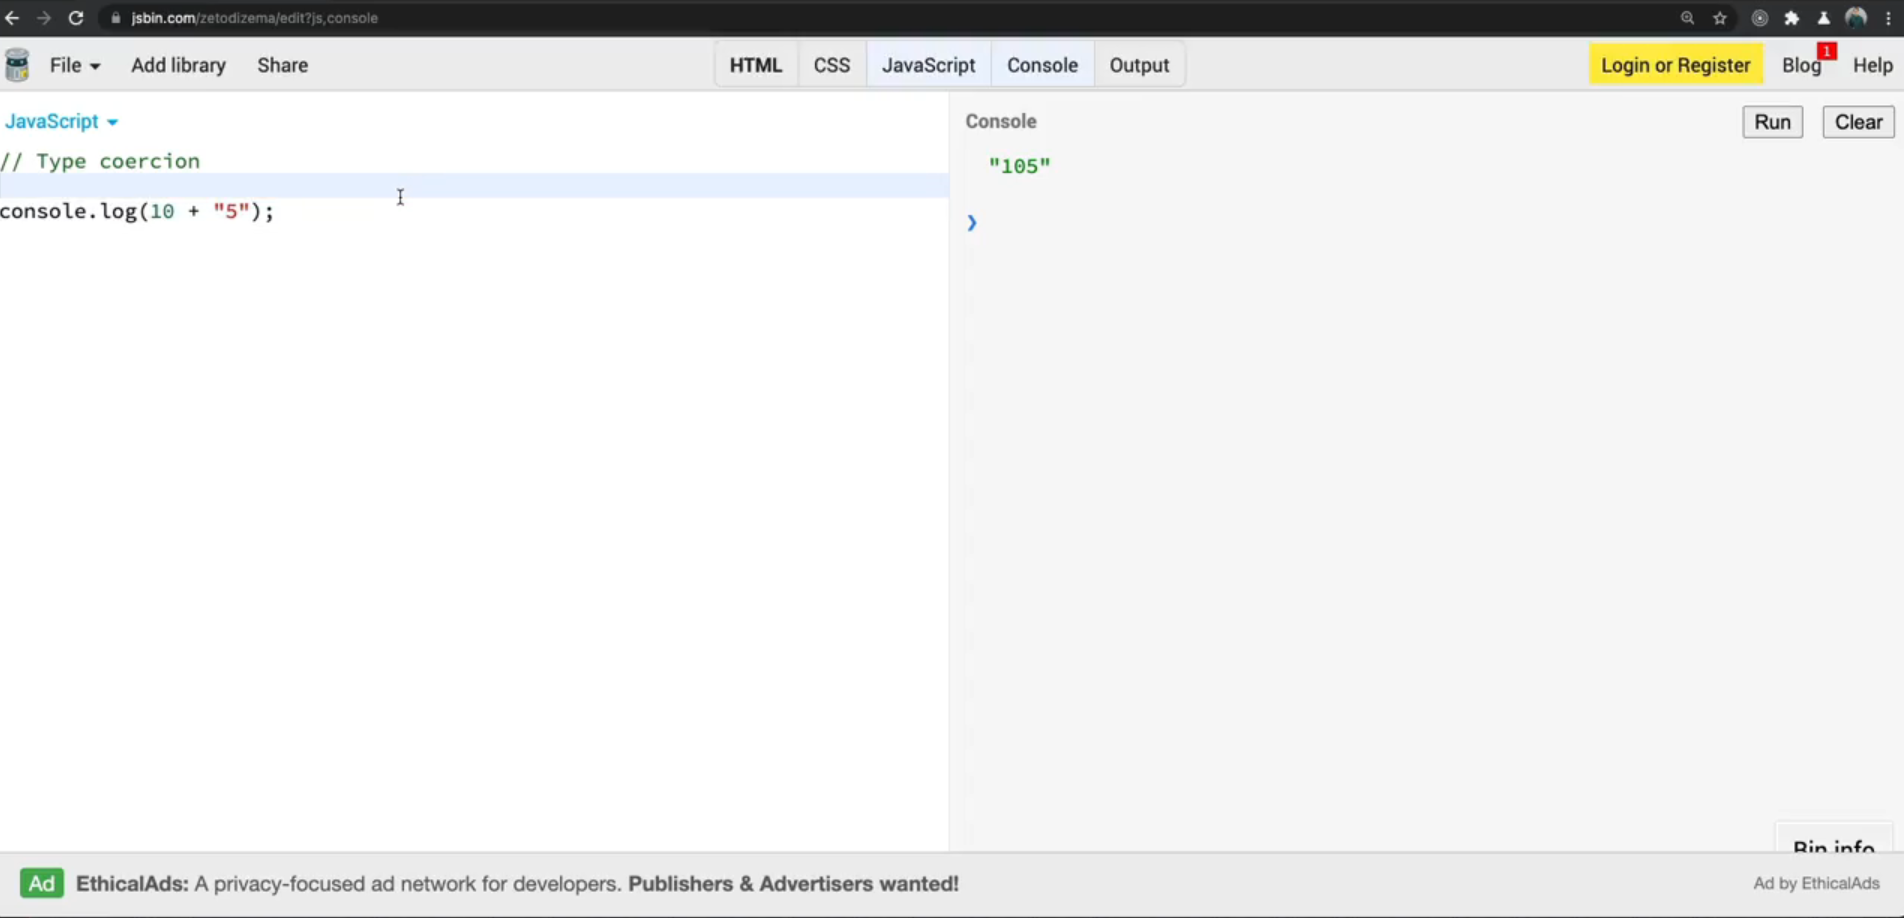 jsbin.com/zetodizema/edit?js,console
File Add library Share HTML CSS JavaScript Console Output Login or Register Blog 1 Help
JavaScript
// Type coercion
console.log(10 + "5");
Console Run Clear
"105"
Bin info
Ad EthicalAds: A privacy-focused ad network for developers. Publishers & Advertisers wanted! Ad by EthicalAds